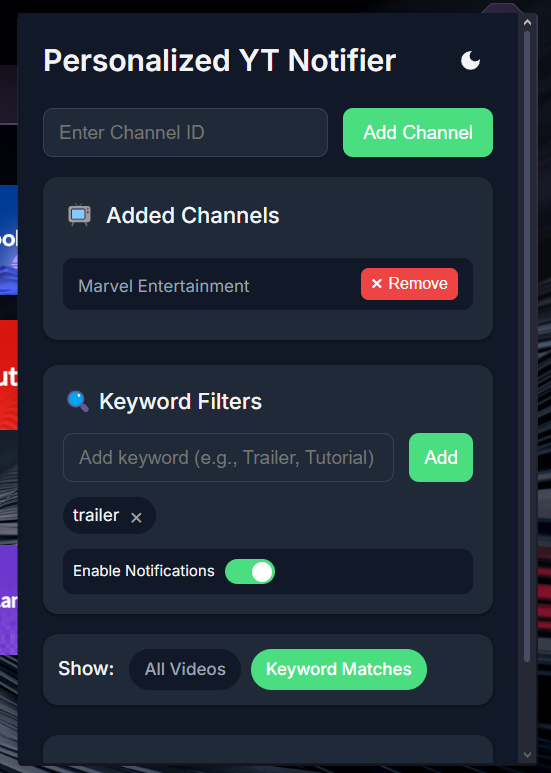 Personalized YT Notifier
Enter Channel ID
Add Channel
Added Channels
Marvel Entertainment
× Remove
Keyword Filters
Add keyword (e.g., Trailer, Tutorial)
Add
trailer ×
Enable Notifications
Show:
All Videos
Keyword Matches